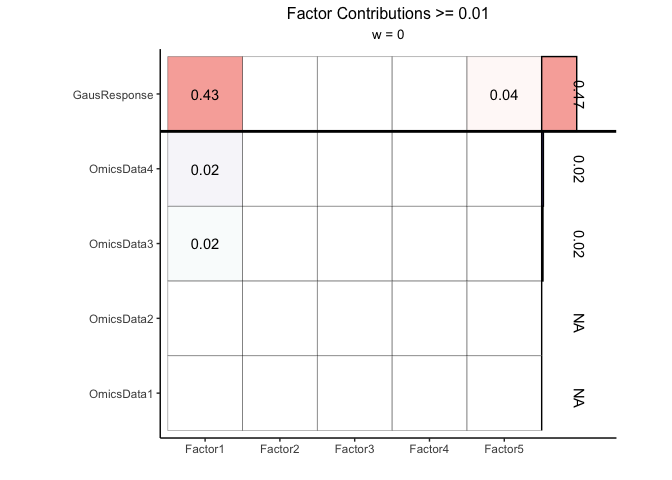 Factor Contributions >= 0.01
w = 0
GausResponse 0.43 0.04 0.47
OmicsData4 0.02 0.02
OmicsData3 0.02 0.02
OmicsData2 NA
OmicsData1 NA
Factor1 Factor2 Factor3 Factor4 Factor5